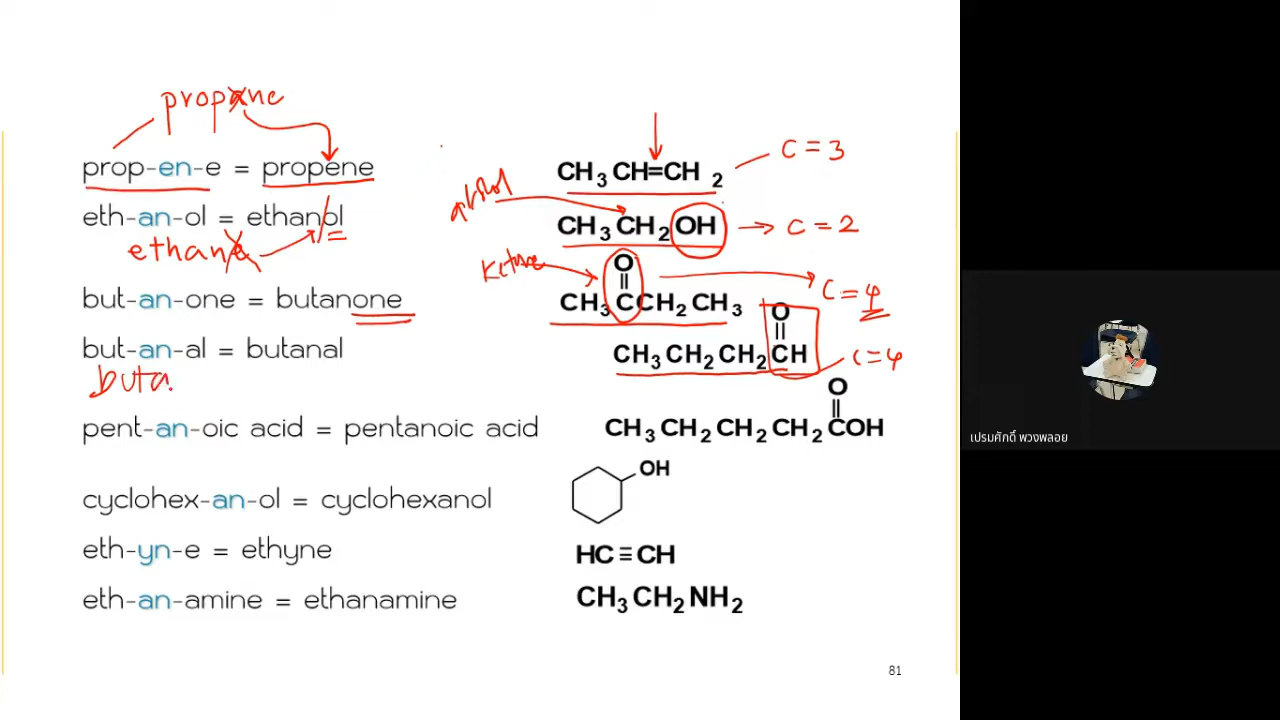 propane
prop-en-e = propene
CH3CH=CH2
C = 3
eth-an-ol = ethanol
CH3CH2OH
C = 2
ethane
Ketone
O
but-an-one = butanone
CH3CCH2CH3
C = 4
O
but-an-al = butanal
CH3CH2CH2CH
C = 4
buta
O
pent-an-oic acid = pentanoic acid
CH3CH2CH2CH2COH
OH
cyclohex-an-ol = cyclohexanol
eth-yn-e = ethyne
HC≡CH
eth-an-amine = ethanamine
CH3CH2NH2
81
เปรมศักดิ์ พวงพลอย